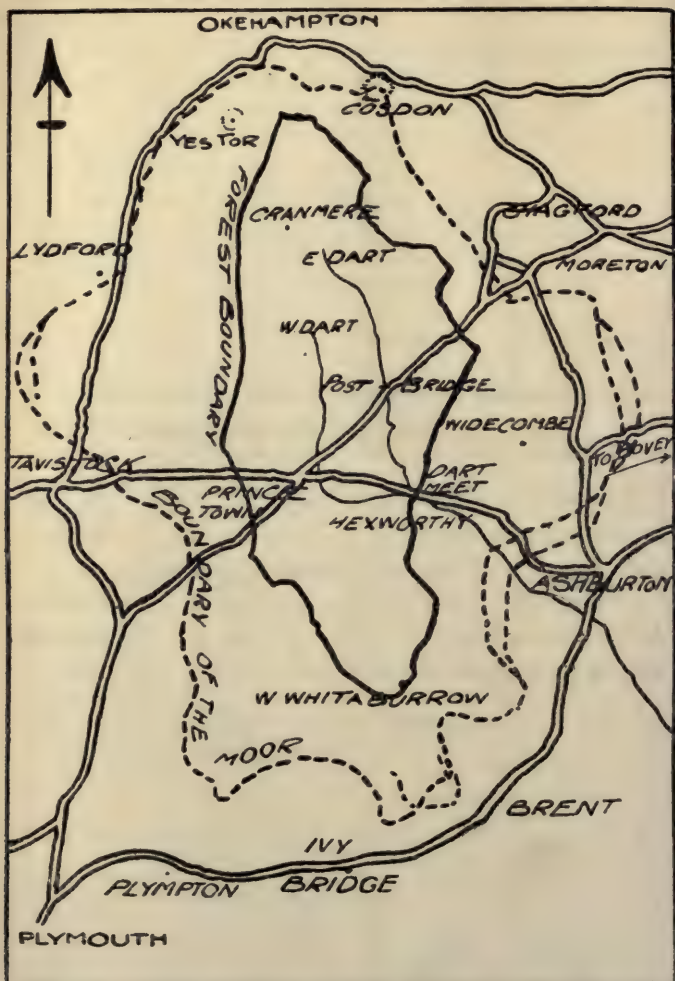 OKEHAMPTON
COSDON
YES TOR
FOREST BOUNDARY
CRANMERE
CHAGFORD
LYDFORD
E DART
MORETON
W. DART
POST BRIDGE
WIDECOMBE
TO BOVEY
TAVISTOCK
PRINCE
TOWN
DART
MEET
HEXWORTHY
BOUNDARY OF THE
MOOR
ASHBURTON
W WHITABURROW
BRENT
IVY
BRIDGE
PLYMPTON
PLYMOUTH